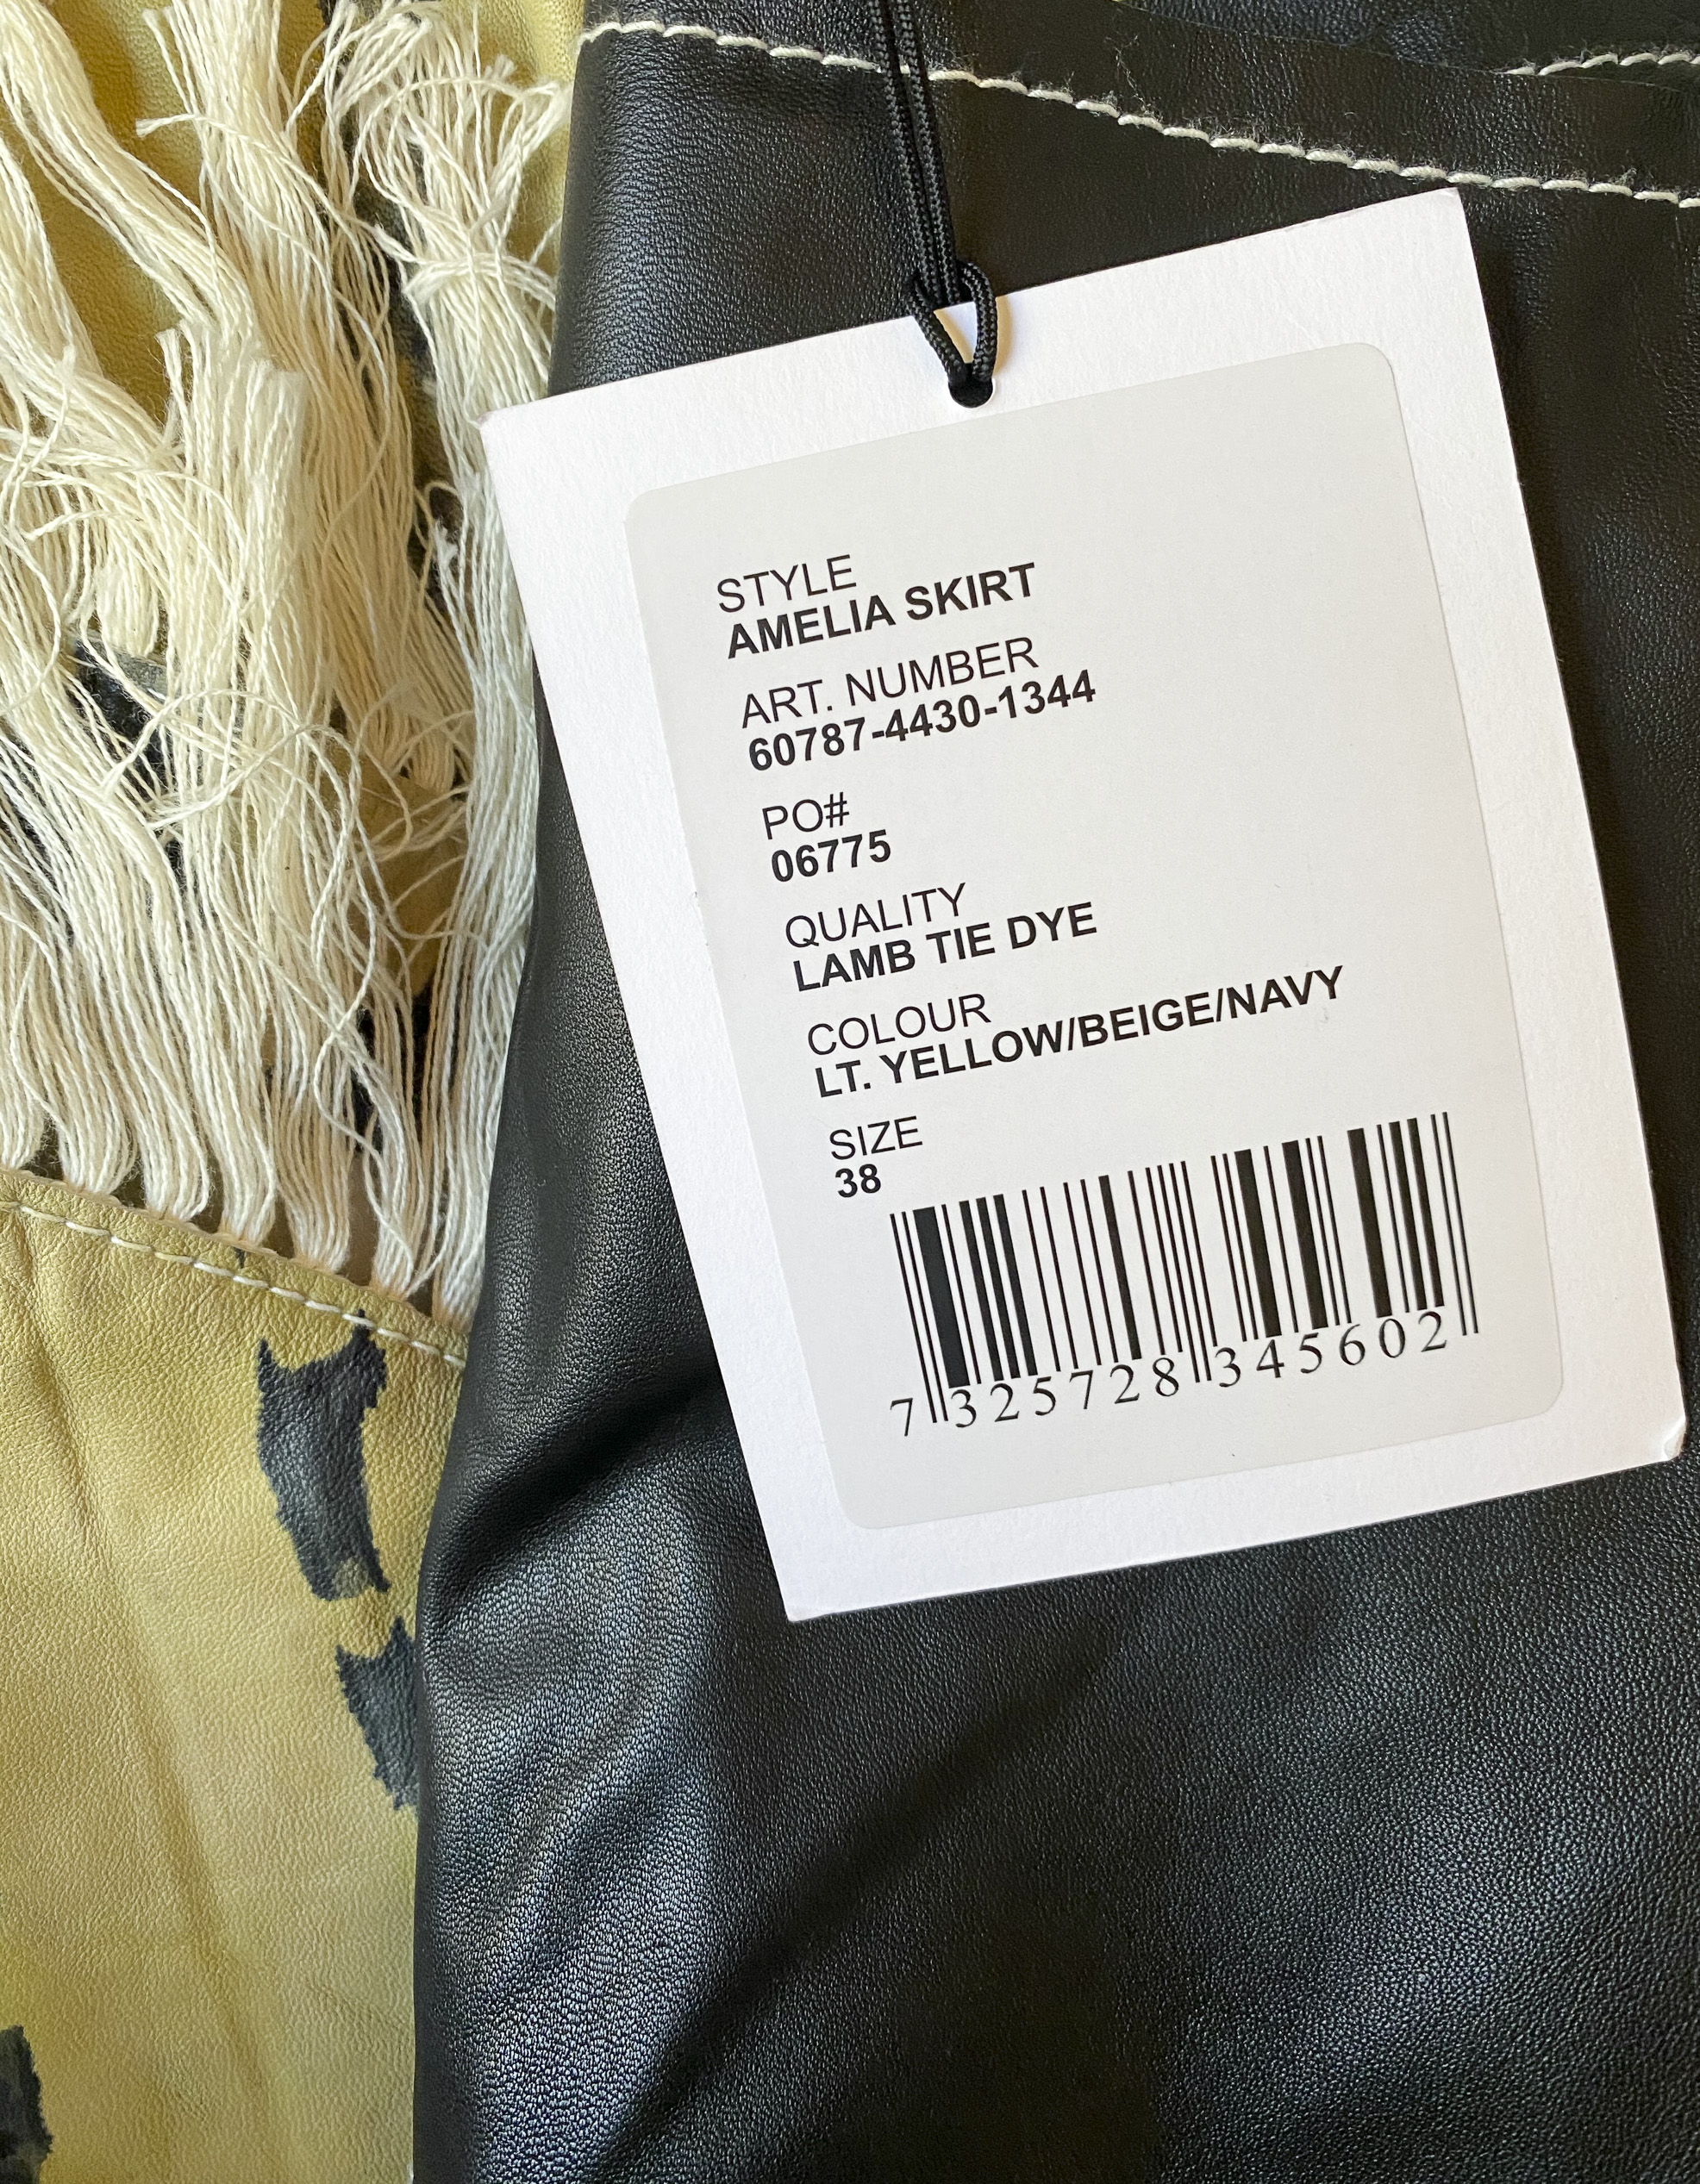 STYLE
AMELIA SKIRT
ART. NUMBER
60787-4430-1344
PO#
06775
QUALITY
LAMB TIE DYE
COLOUR
LT. YELLOW/BEIGE/NAVY
SIZE
38
7 325728 345602